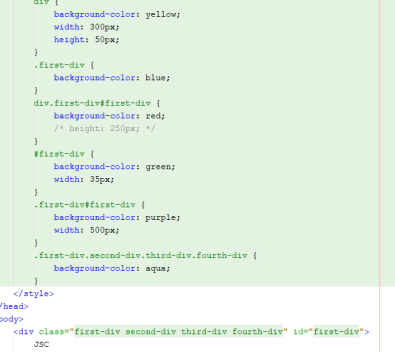 div {
background-color: yellow;
width: 300px;
height: 50px;
}
.first-div {
background-color: blue;
}
div.first-div#first-div {
background-color: red;
/* height: 250px; */
}
#first-div {
background-color: green;
width: 35px;
}
.first-div#first-div {
background-color: purple;
width: 500px;
}
.first-div.second-div.third-div.fourth-div {
background-color: aqua;
}
</style>
/head>
body>
<div class="first-div second-div third-div fourth-div" id="first-div">
JSC